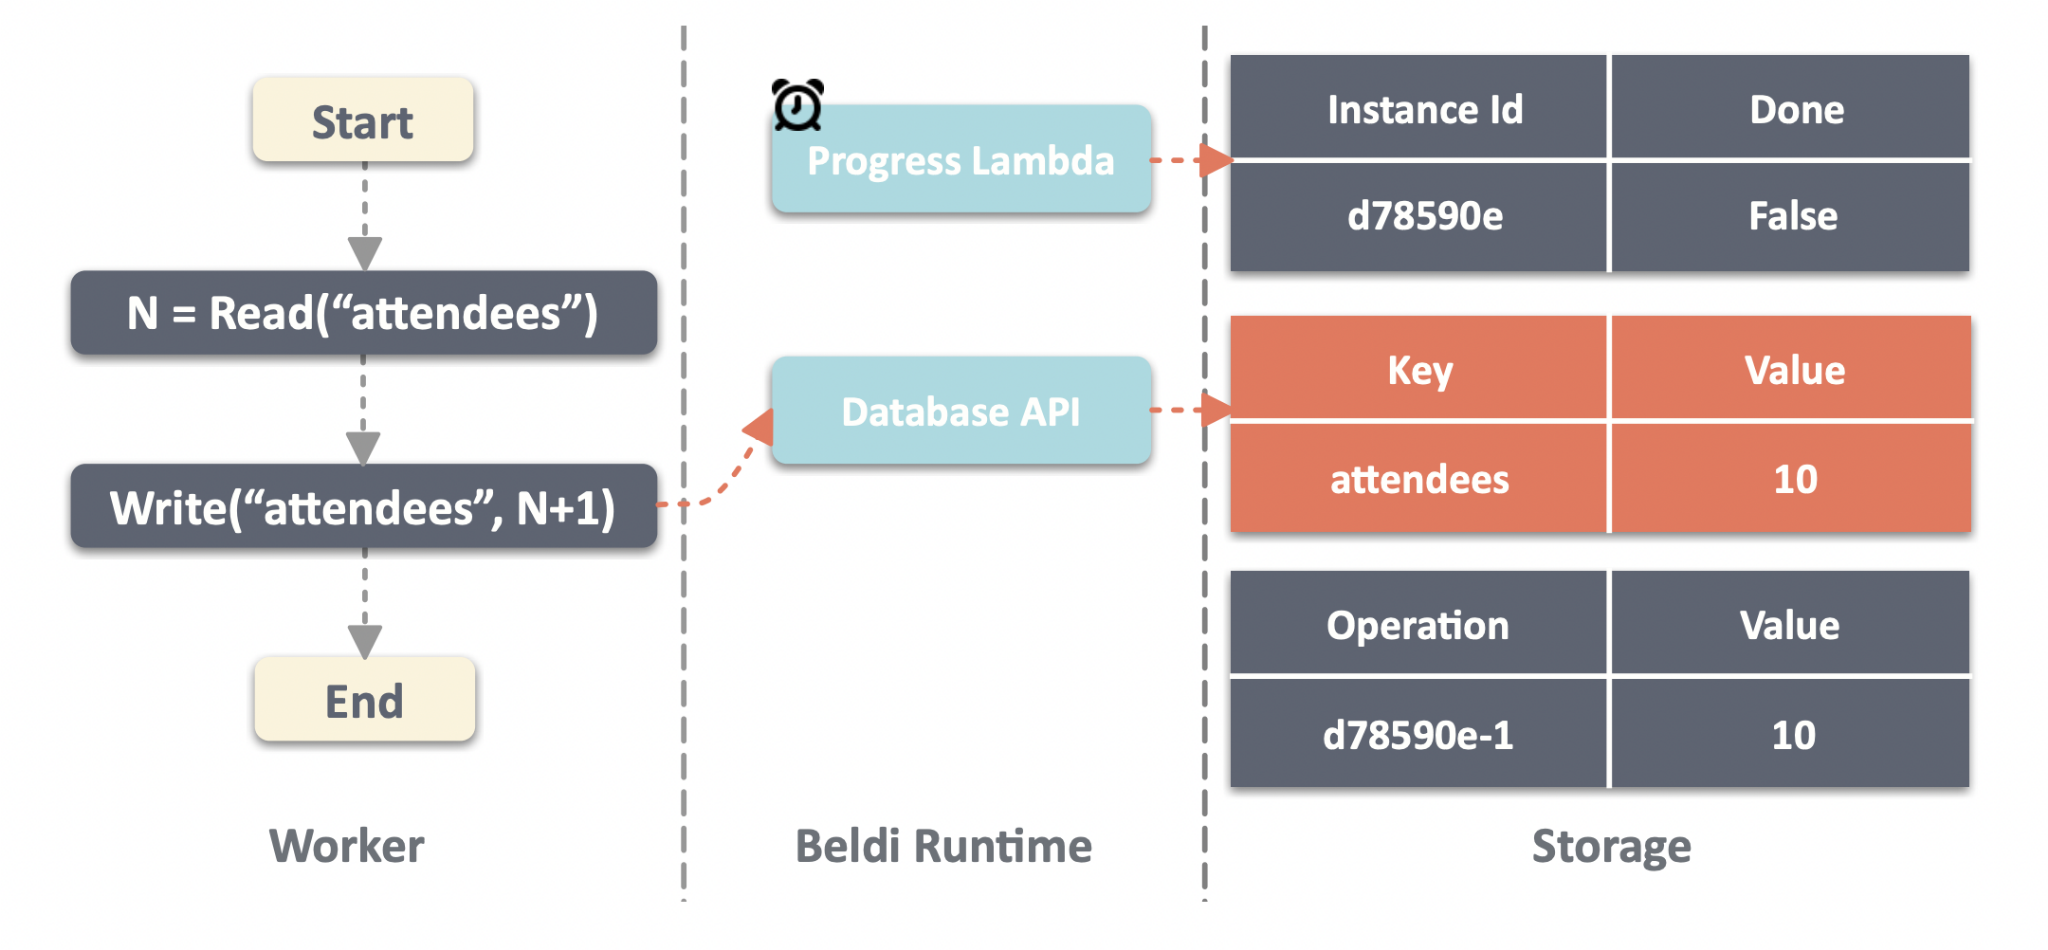 Start
N = Read(“attendees”)
Write(“attendees”, N+1)
End
Worker
Progress Lambda
Database API
Beldi Runtime
Instance Id Done
d78590e False
Key Value
attendees 10
Operation Value
d78590e-1 10
Storage